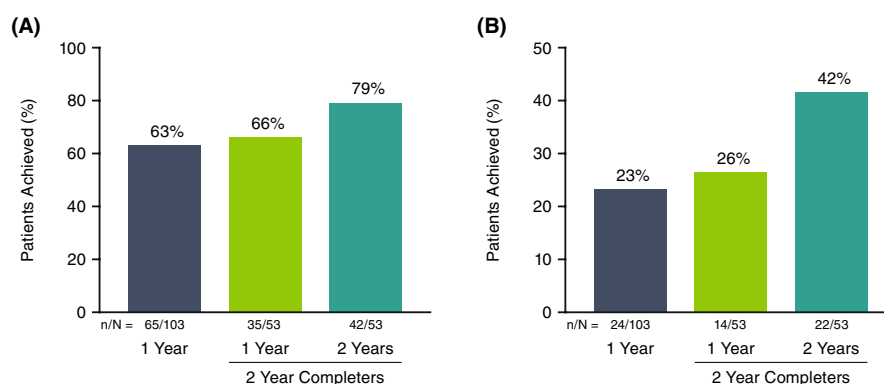 (A)
Patients Achieved (%)
100
80
60
40
20
0
63%
66%
79%
n/N = 65/103 35/53 42/53
1 Year 1 Year 2 Years
2 Year Completers
(B)
Patients Achieved (%)
50
40
30
20
10
0
23%
26%
42%
n/N = 24/103 14/53 22/53
1 Year 1 Year 2 Years
2 Year Completers